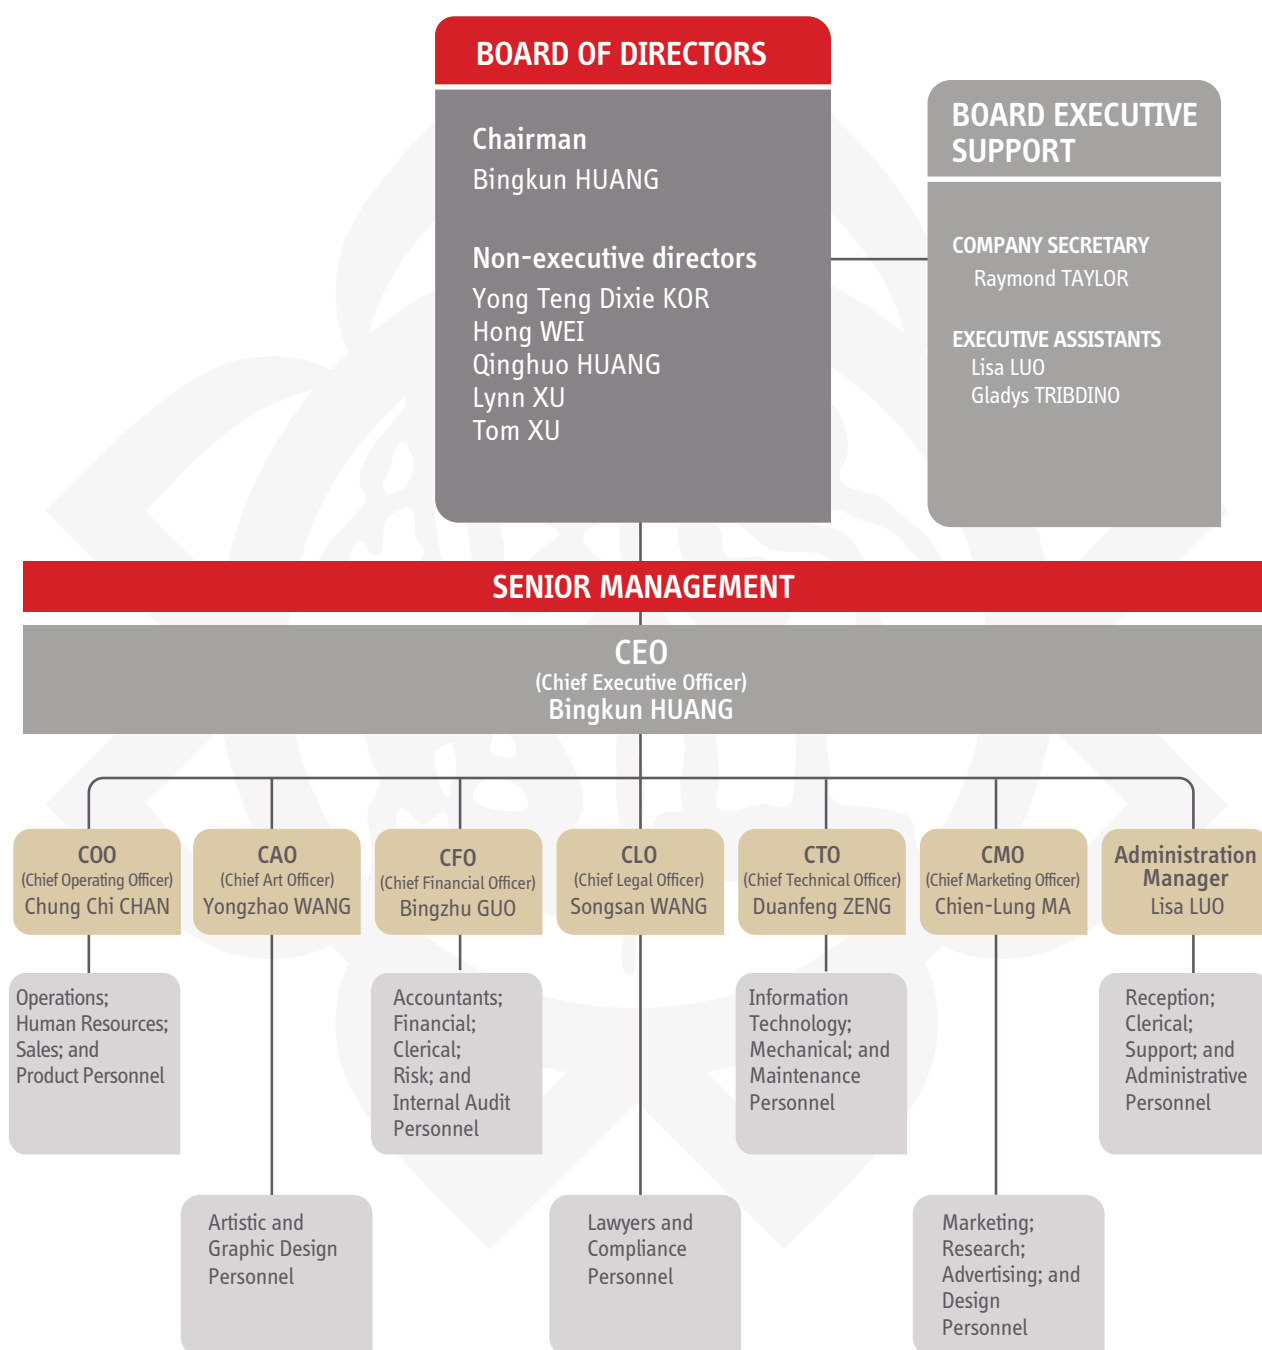 BOARD OF DIRECTORS
Chairman
Bingkun HUANG
Non-executive directors
Yong Teng Dixie KOR
Hong WEI
Qinghuo HUANG
Lynn XU
Tom XU
BOARD EXECUTIVE
SUPPORT
COMPANY SECRETARY
Raymond TAYLOR
EXECUTIVE ASSISTANTS
Lisa LUO
Gladys TRIBDINO
SENIOR MANAGEMENT
CEO
(Chief Executive Officer)
Bingkun HUANG
COO
(Chief Operating Officer)
Chung Chi CHAN
CAO
(Chief Art Officer)
Yongzhao WANG
CFO
(Chief Financial Officer)
Bingzhu GUO
CLO
(Chief Legal Officer)
Songsan WANG
CTO
(Chief Technical Officer)
Duanfeng ZENG
CMO
(Chief Marketing Officer)
Chien-Lung MA
Administration
Manager
Lisa LUO
Operations;
Human Resources;
Sales; and
Product Personnel
Accountants;
Financial;
Clerical;
Risk; and
Internal Audit
Personnel
Information
Technology;
Mechanical; and
Maintenance
Personnel
Reception;
Clerical;
Support; and
Administrative
Personnel
Artistic and
Graphic Design
Personnel
Lawyers and
Compliance
Personnel
Marketing;
Research;
Advertising; and
Design
Personnel